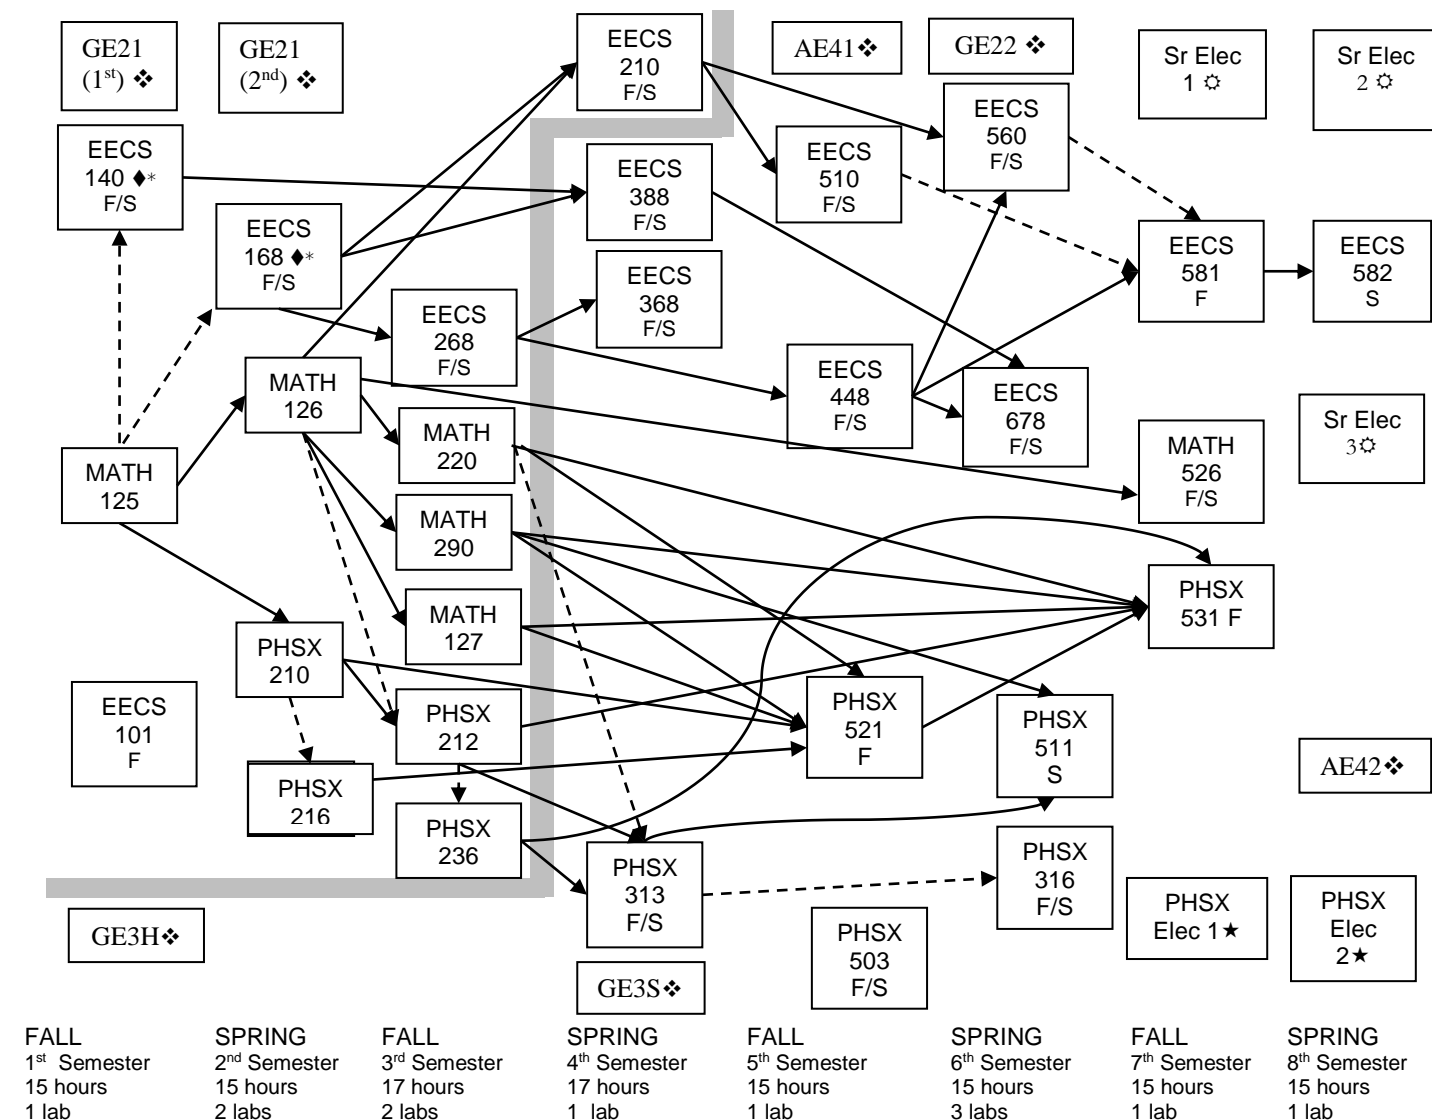 GE21
(1st) ❖
GE21
(2nd) ❖
EECS
210
F/S
AE41❖
GE22 ❖
Sr Elec
1 ☼
Sr Elec
2 ☼
EECS
140 ♦*
F/S
EECS
168 ♦*
F/S
EECS
388
F/S
EECS
510
F/S
EECS
560
F/S
EECS
581
F
EECS
582
S
EECS
268
F/S
EECS
368
F/S
MATH
126
EECS
448
F/S
EECS
678
F/S
Sr Elec
3☼
MATH
125
MATH
220
MATH
526
F/S
MATH
290
PHSX
531 F
MATH
127
PHSX
210
EECS
101
F
PHSX
212
PHSX
521
F
PHSX
511
S
AE42❖
PHSX
216
PHSX
236
PHSX
313
F/S
PHSX
316
F/S
PHSX
Elec 1★
PHSX
Elec
2★
GE3H❖
GE3S❖
PHSX
503
F/S
FALL
1st Semester
15 hours
1 lab
SPRING
2nd Semester
15 hours
2 labs
FALL
3rd Semester
17 hours
2 labs
SPRING
4th Semester
17 hours
1 lab
FALL
5th Semester
15 hours
1 lab
SPRING
6th Semester
15 hours
3 labs
FALL
7th Semester
15 hours
1 lab
SPRING
8th Semester
15 hours
1 lab